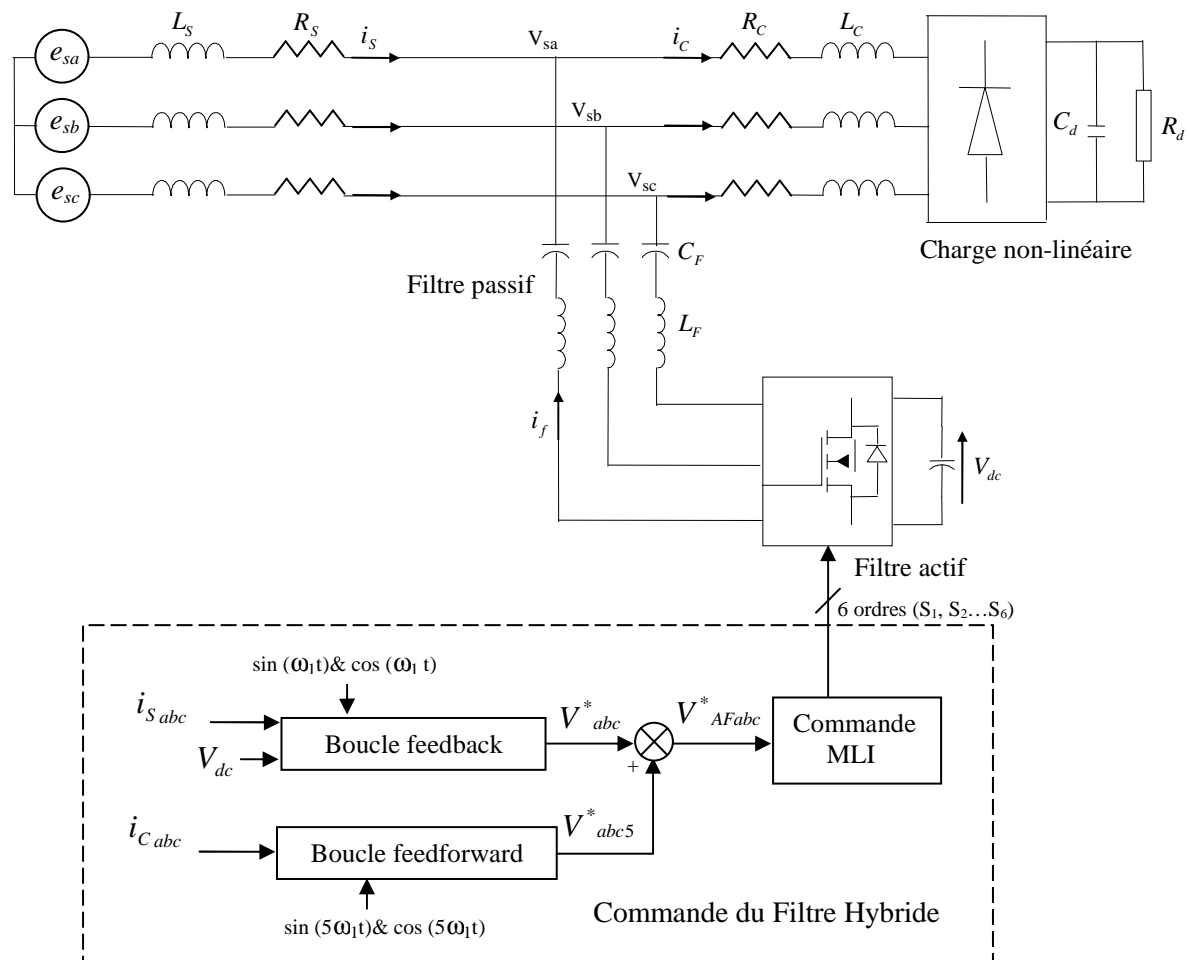 L_S R_S i_S V_sa i_C R_C L_C
e_sa
e_sb V_sb C_d R_d
e_sc V_sc
C_F
Charge non-linéaire
Filtre passif
L_F
i_f
V_dc
Filtre actif
6 ordres (S_1, S_2…S_6)
sin (ω_1t)& cos (ω_1 t)
i_S abc
Boucle feedback
V^*_abc
V^*_AFabc
Commande
MLI
V_dc
+
i_C abc
V^*_abc5
Boucle feedforward
sin (5ω_1t)& cos (5ω_1t)
Commande du Filtre Hybride